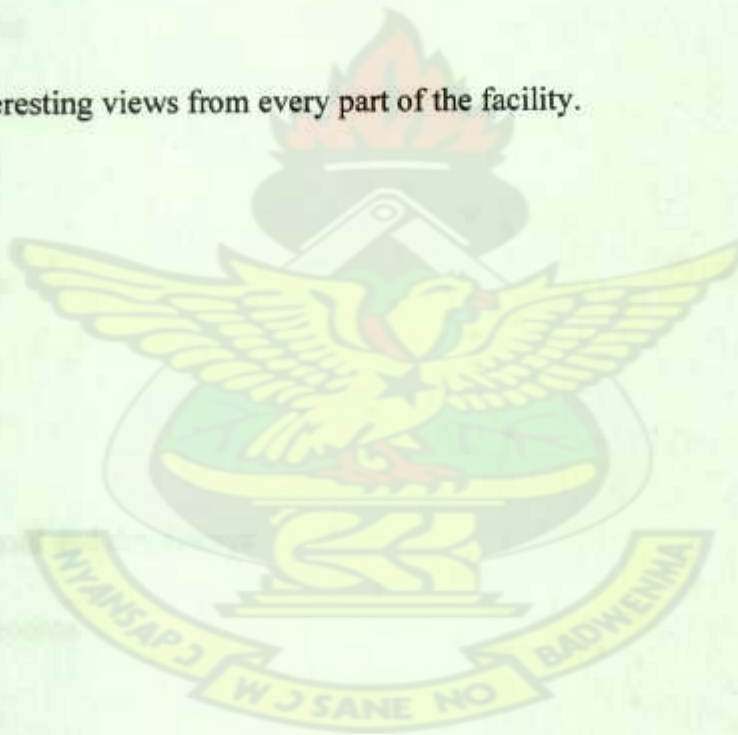 eresting views from every part of the facility.
NYANSAPƆ
WƆSANE NO
BADWENMA